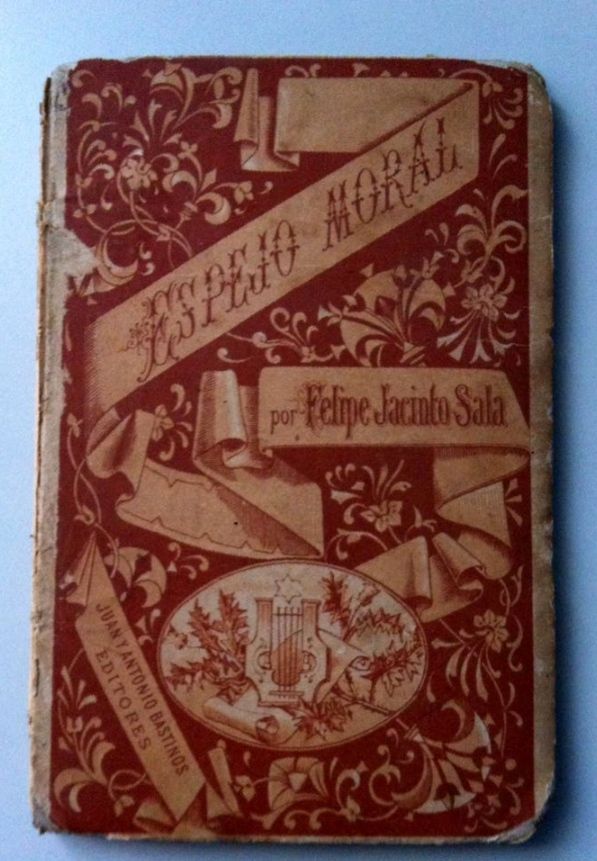 ESPEJO MORAL
por Felipe Jacinto Sala
JUAN Y ANTONIO BASTINOS
EDITORES